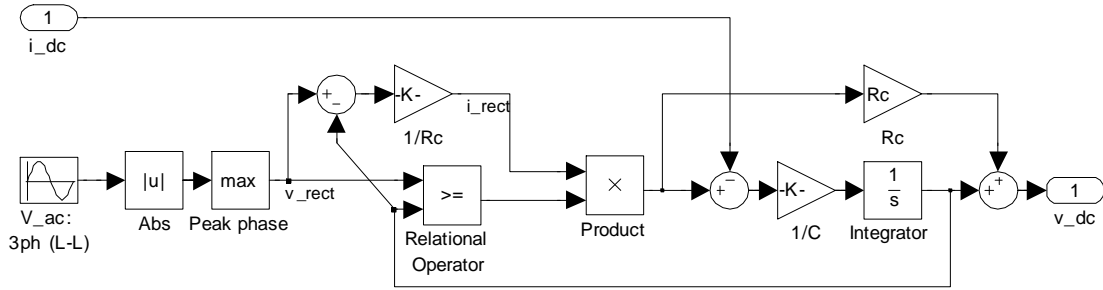 1
i_dc
+
-
-K-
i_rect
1/Rc
Rc
Rc
V_ac:
3ph (L-L)
|u|
Abs
max
Peak phase
v_rect
>=
Relational
Operator
×
Product
+
-
-K-
1/C
1
s
Integrator
+
+
1
v_dc